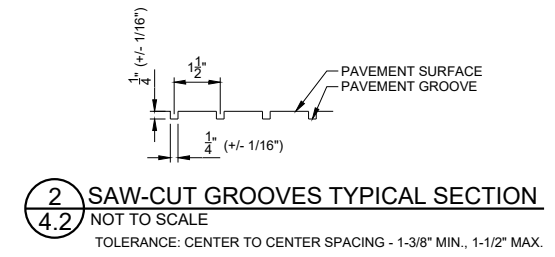 1/4" (+/- 1/16")
1 1/2"
PAVEMENT SURFACE
PAVEMENT GROOVE
1/4" (+/- 1/16")
2
4.2
SAW-CUT GROOVES TYPICAL SECTION
NOT TO SCALE
TOLERANCE: CENTER TO CENTER SPACING - 1-3/8" MIN., 1-1/2" MAX.